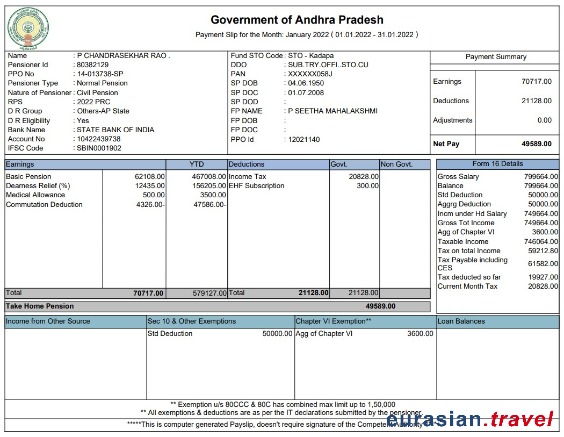 Government of Andhra Pradesh
Payment Slip for the Month: January 2022 ( 01.01.2022 - 31.01.2022 )
Name : P CHANDRASEKHAR RAO .
Pensioner Id : 80382129
PPO No : 14-013738-SP
Pensioner Type : Normal Pension
Nature of Pensioner : Civil Pension
RPS : 2022 PRC
D R Group : Others-AP State
D R Eligibility : Yes
Bank Name : STATE BANK OF INDIA
Account No : 10422439738
IFSC Code : SBIN0001902
Fund STO Code : STO - Kadapa
DDO : SUB.TRY.OFFI..STO.CU
PAN : XXXXXX058J
SP DOB : 04.06.1950
SP DOC : 01.07.2008
SP DOD :
FP NAME : P SEETHA MAHALAKSHMI
FP DOB :
FP DOC :
PPO Id : 12021140
Payment Summary
Earnings 70717.00
Deductions 21128.00
Adjustments 0.00
Net Pay 49589.00
Earnings YTD Deductions Govt. Non Govt.
Basic Pension 62108.00 467008.00 Income Tax 20828.00
Dearness Relief (%) 12435.00 156205.00 EHF Subscription 300.00
Medical Allowance 500.00 3500.00
Commutation Deduction 4326.00- 47586.00-
Total 70717.00 579127.00 Total 21128.00 21128.00
Take Home Pension 49589.00
Form 16 Details
Gross Salary 799664.00
Balance 799664.00
Std Deduction 50000.00
Aggrg Deduction 50000.00
Incm under Hd Salary 749664.00
Gross Tot Income 749664.00
Agg of Chapter VI 3600.00
Taxable Income 746064.00
Tax on total Income 59212.80
Tax Payable including CES 61582.00
Tax deducted so far 19927.00
Current Month Tax 20828.00
Income from Other Source
Sec 10 & Other Exemptions
Std Deduction 50000.00
Chapter VI Exemption**
Agg of Chapter VI 3600.00
Loan Balances
** Exemption u/s 80CCC & 80C has combined max limit up to 1,50,000
** All exemptions & deductions are as per the IT declarations submitted by the pensioner
*****This is computer generated Payslip, doesn't require signature of the Competent Authority
eurasian.travel